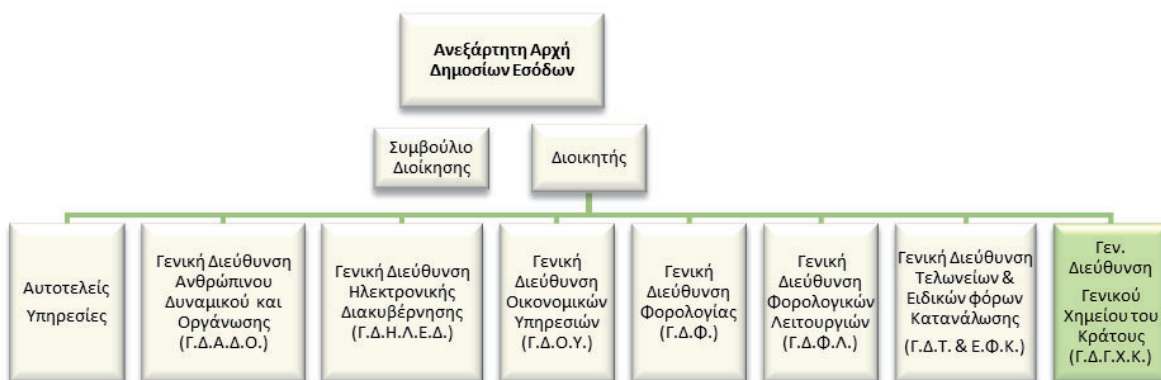 Ανεξάρτητη Αρχή
Δημοσίων Εσόδων
Συμβούλιο
Διοίκησης
Διοικητής
Αυτοτελείς
Υπηρεσίες
Γενική Διεύθυνση
Ανθρώπινου
Δυναμικού και
Οργάνωσης
(Γ.Δ.Α.Δ.Ο.)
Γενική Διεύθυνση
Ηλεκτρονικής
Διακυβέρνησης
(Γ.Δ.Η.Λ.Ε.Δ.)
Γενική
Διεύθυνση
Οικονομικών
Υπηρεσιών
(Γ.Δ.Ο.Υ.)
Γενική
Διεύθυνση
Φορολογίας
(Γ.Δ.Φ.)
Γενική
Διεύθυνση
Φορολογικών
Λειτουργιών
(Γ.Δ.Φ.Λ.)
Γενική Διεύθυνση
Τελωνείων &
Ειδικών φόρων
Κατανάλωσης
(Γ.Δ.Τ. & Ε.Φ.Κ.)
Γεν.
Διεύθυνση
Γενικού
Χημείου του
Κράτους
(Γ.Δ.Γ.Χ.Κ.)